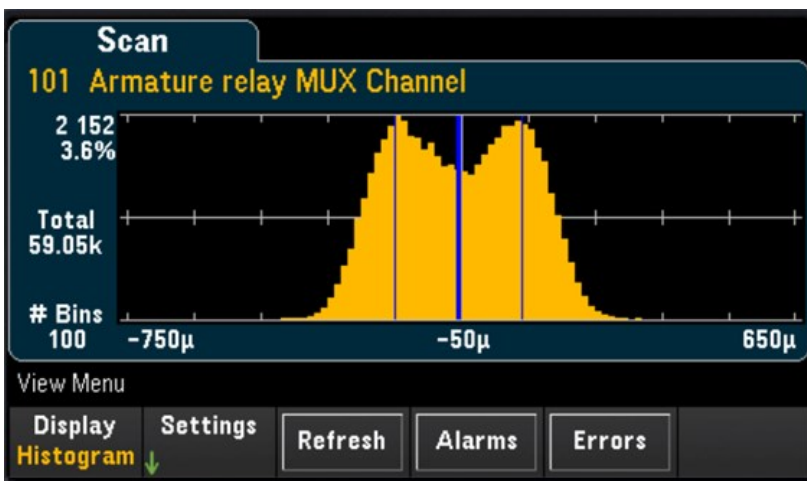 Scan
101 Armature relay MUX Channel
2 152
3.6%
Total
59.05k
# Bins
100
-750µ
-50µ
650µ
View Menu
Display
Histogram
Settings
Refresh
Alarms
Errors